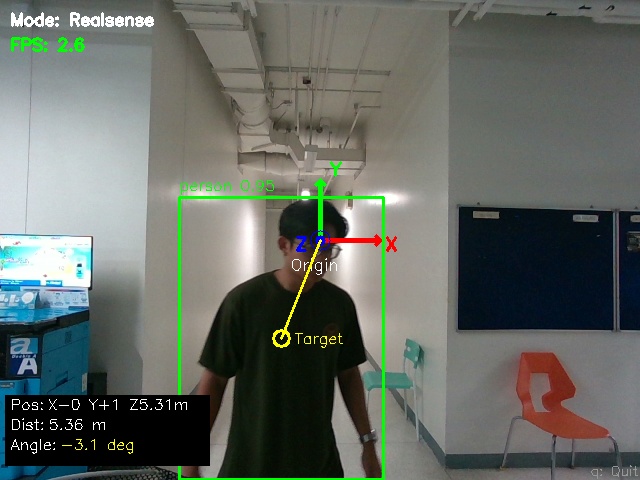 Mode: Realsense
FPS: 2.6
person 0.95
Y
Z
X
Origin
Target
a
A
Pos: X-0 Y+1 Z5.31m
Dist: 5.36 m
Angle: -3.1 deg
q: Quit